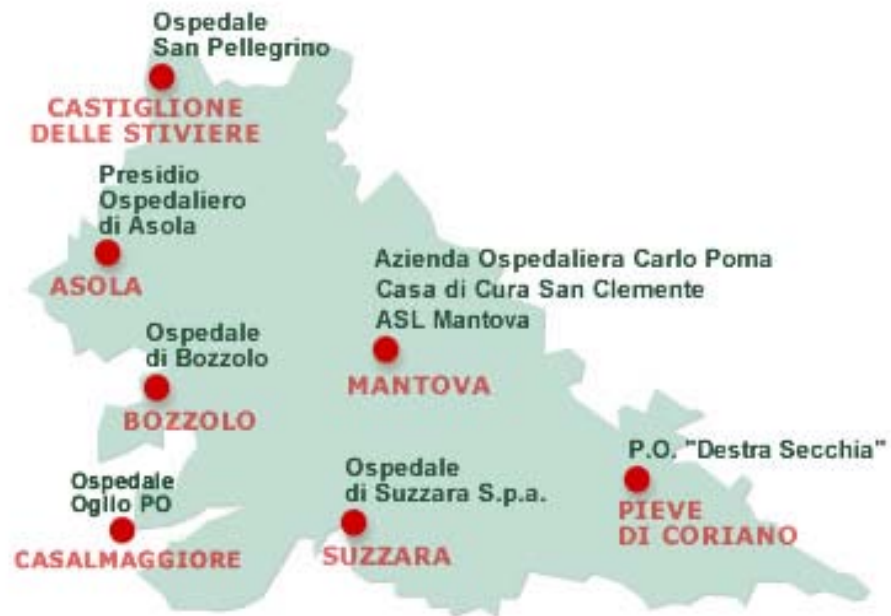 Ospedale
San Pellegrino
CASTIGLIONE
DELLE STIVIERE
Presidio
Ospedaliero
di Asola
ASOLA
Azienda Ospedaliera Carlo Poma
Casa di Cura San Clemente
ASL Mantova
MANTOVA
Ospedale
di Bozzolo
BOZZOLO
P.O. "Destra Secchia"
PIEVE
DI CORIANO
Ospedale
Oglio PO
CASALMAGGIORE
Ospedale
di Suzzara S.p.a.
SUZZARA